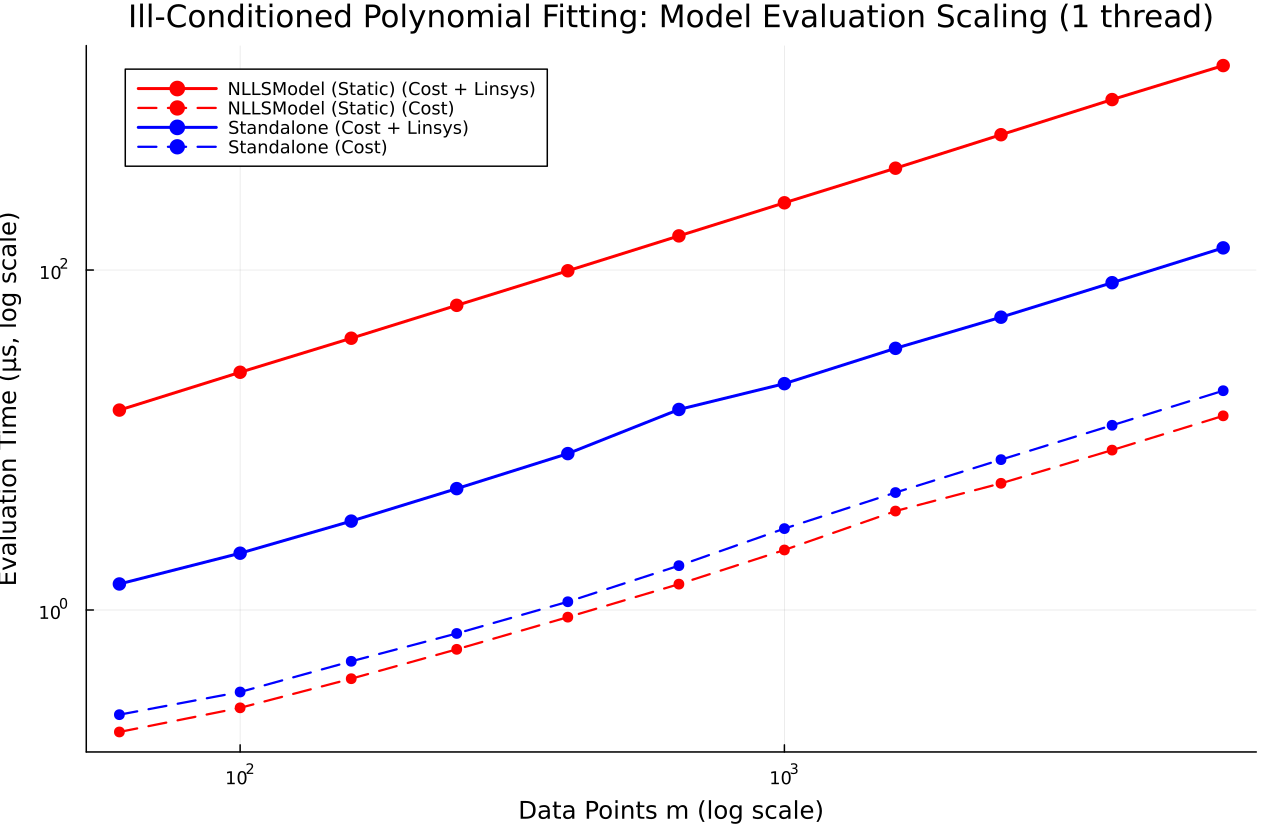 Ill-Conditioned Polynomial Fitting: Model Evaluation Scaling (1 thread)
NLLSModel (Static) (Cost + Linsys)
NLLSModel (Static) (Cost)
Standalone (Cost + Linsys)
Standalone (Cost)
Evaluation Time (μs, log scale)
10²
10⁰
10²
10³
Data Points m (log scale)